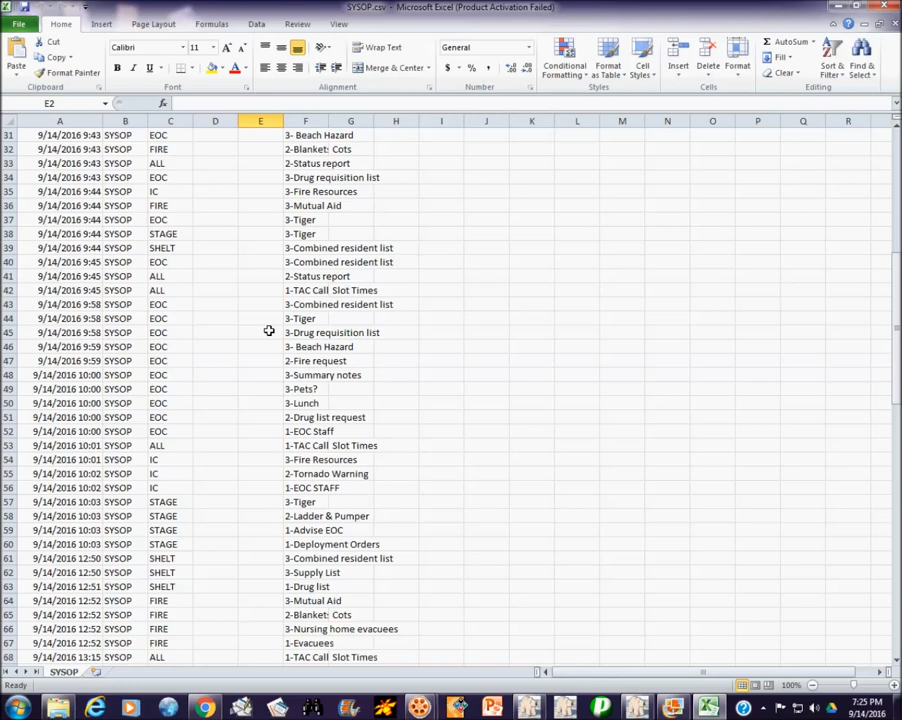 SYSOP.csv - Microsoft Excel (Product Activation Failed)
File Home Insert Page Layout Formulas Data Review View
Cut Calibri 11 Wrap Text General AutoSum
Copy Fill
Format Painter Merge & Center Clear
Paste Conditional Formatting Format as Table Cell Styles Insert Delete Format Sort & Filter Find & Select
Clipboard Font Alignment Number Styles Cells Editing
E2 fx
A B C D E F G H I J K L M N O P Q R
31 9/14/2016 9:43 SYSOP EOC 3- Beach Hazard
32 9/14/2016 9:43 SYSOP FIRE 2-Blankets Cots
33 9/14/2016 9:43 SYSOP ALL 2-Status report
34 9/14/2016 9:43 SYSOP EOC 3-Drug requisition list
35 9/14/2016 9:44 SYSOP IC 3-Fire Resources
36 9/14/2016 9:44 SYSOP FIRE 3-Mutual Aid
37 9/14/2016 9:44 SYSOP EOC 3-Tiger
38 9/14/2016 9:44 SYSOP STAGE 3-Tiger
39 9/14/2016 9:44 SYSOP SHELT 3-Combined resident list
40 9/14/2016 9:45 SYSOP EOC 3-Combined resident list
41 9/14/2016 9:45 SYSOP ALL 2-Status report
42 9/14/2016 9:45 SYSOP ALL 1-TAC Call Slot Times
43 9/14/2016 9:58 SYSOP EOC 3-Combined resident list
44 9/14/2016 9:58 SYSOP EOC 3-Tiger
45 9/14/2016 9:58 SYSOP EOC 3-Drug requisition list
46 9/14/2016 9:59 SYSOP EOC 3- Beach Hazard
47 9/14/2016 9:59 SYSOP EOC 2-Fire request
48 9/14/2016 10:00 SYSOP EOC 3-Summary notes
49 9/14/2016 10:00 SYSOP EOC 3-Pets?
50 9/14/2016 10:00 SYSOP EOC 3-Lunch
51 9/14/2016 10:00 SYSOP EOC 2-Drug list request
52 9/14/2016 10:00 SYSOP EOC 1-EOC Staff
53 9/14/2016 10:01 SYSOP ALL 1-TAC Call Slot Times
54 9/14/2016 10:01 SYSOP IC 3-Fire Resources
55 9/14/2016 10:02 SYSOP IC 2-Tornado Warning
56 9/14/2016 10:02 SYSOP IC 1-EOC STAFF
57 9/14/2016 10:03 SYSOP STAGE 3-Tiger
58 9/14/2016 10:03 SYSOP STAGE 2-Ladder & Pumper
59 9/14/2016 10:03 SYSOP STAGE 1-Advise EOC
60 9/14/2016 10:03 SYSOP STAGE 1-Deployment Orders
61 9/14/2016 12:50 SYSOP SHELT 3-Combined resident list
62 9/14/2016 12:50 SYSOP SHELT 3-Supply List
63 9/14/2016 12:51 SYSOP SHELT 1-Drug list
64 9/14/2016 12:52 SYSOP FIRE 3-Mutual Aid
65 9/14/2016 12:52 SYSOP FIRE 2-Blankets Cots
66 9/14/2016 12:52 SYSOP FIRE 3-Nursing home evacuees
67 9/14/2016 12:52 SYSOP FIRE 1-Evacuees
68 9/14/2016 13:15 SYSOP ALL 1-TAC Call Slot Times
SYSOP
Ready 100%
7:25 PM
9/14/2016